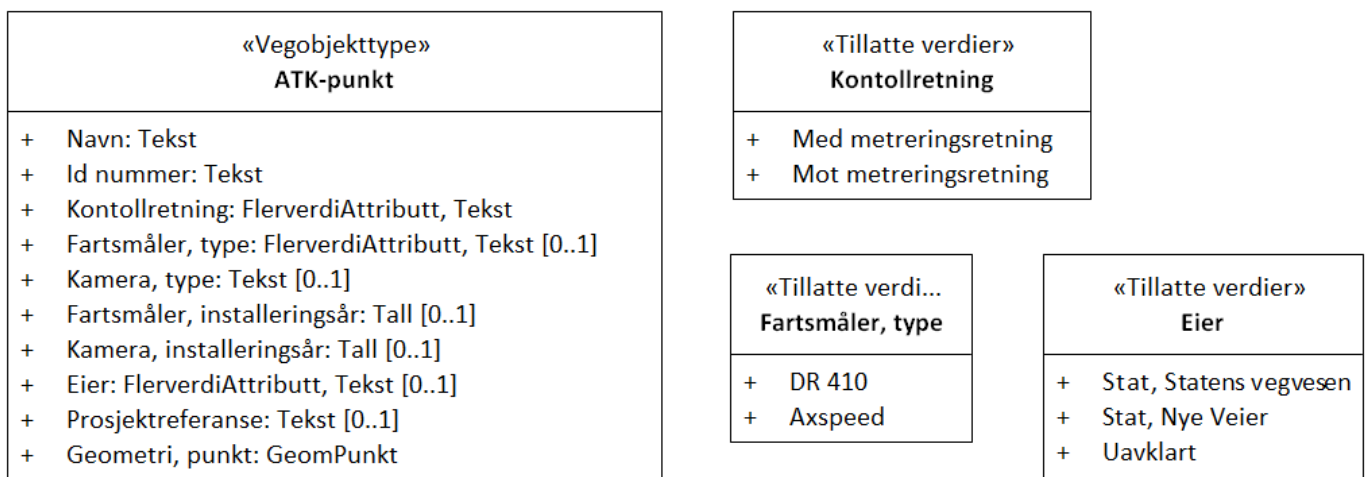 «Vegobjekttype»
ATK-punkt
+ Navn: Tekst
+ Id nummer: Tekst
+ Kontollretning: FlerverdiAttributt, Tekst
+ Fartsmåler, type: FlerverdiAttributt, Tekst [0..1]
+ Kamera, type: Tekst [0..1]
+ Fartsmåler, installeringsår: Tall [0..1]
+ Kamera, installeringsår: Tall [0..1]
+ Eier: FlerverdiAttributt, Tekst [0..1]
+ Prosjektreferanse: Tekst [0..1]
+ Geometri, punkt: GeomPunkt
«Tillatte verdier»
Kontollretning
+ Med metreringsretning
+ Mot metreringsretning
«Tillatte verdi...
Fartsmåler, type
+ DR 410
+ Axspeed
«Tillatte verdier»
Eier
+ Stat, Statens vegvesen
+ Stat, Nye Veier
+ Uavklart